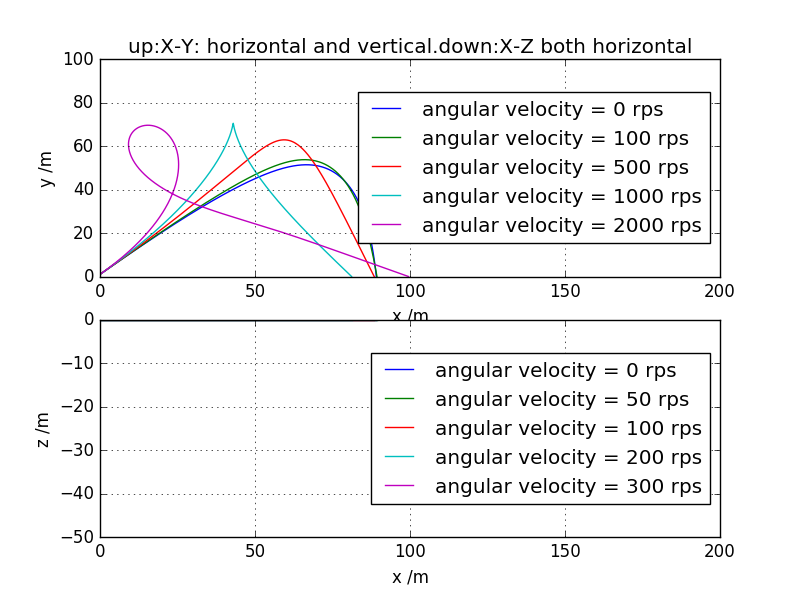 up:X-Y: horizontal and vertical.down:X-Z both horizontal
100
80
60
40
20
0
y /m
angular velocity = 0 rps
angular velocity = 100 rps
angular velocity = 500 rps
angular velocity = 1000 rps
angular velocity = 2000 rps
0
50
100
150
200
x /m
0
−10
−20
−30
−40
−50
z /m
angular velocity = 0 rps
angular velocity = 50 rps
angular velocity = 100 rps
angular velocity = 200 rps
angular velocity = 300 rps
0
50
100
150
200
x /m